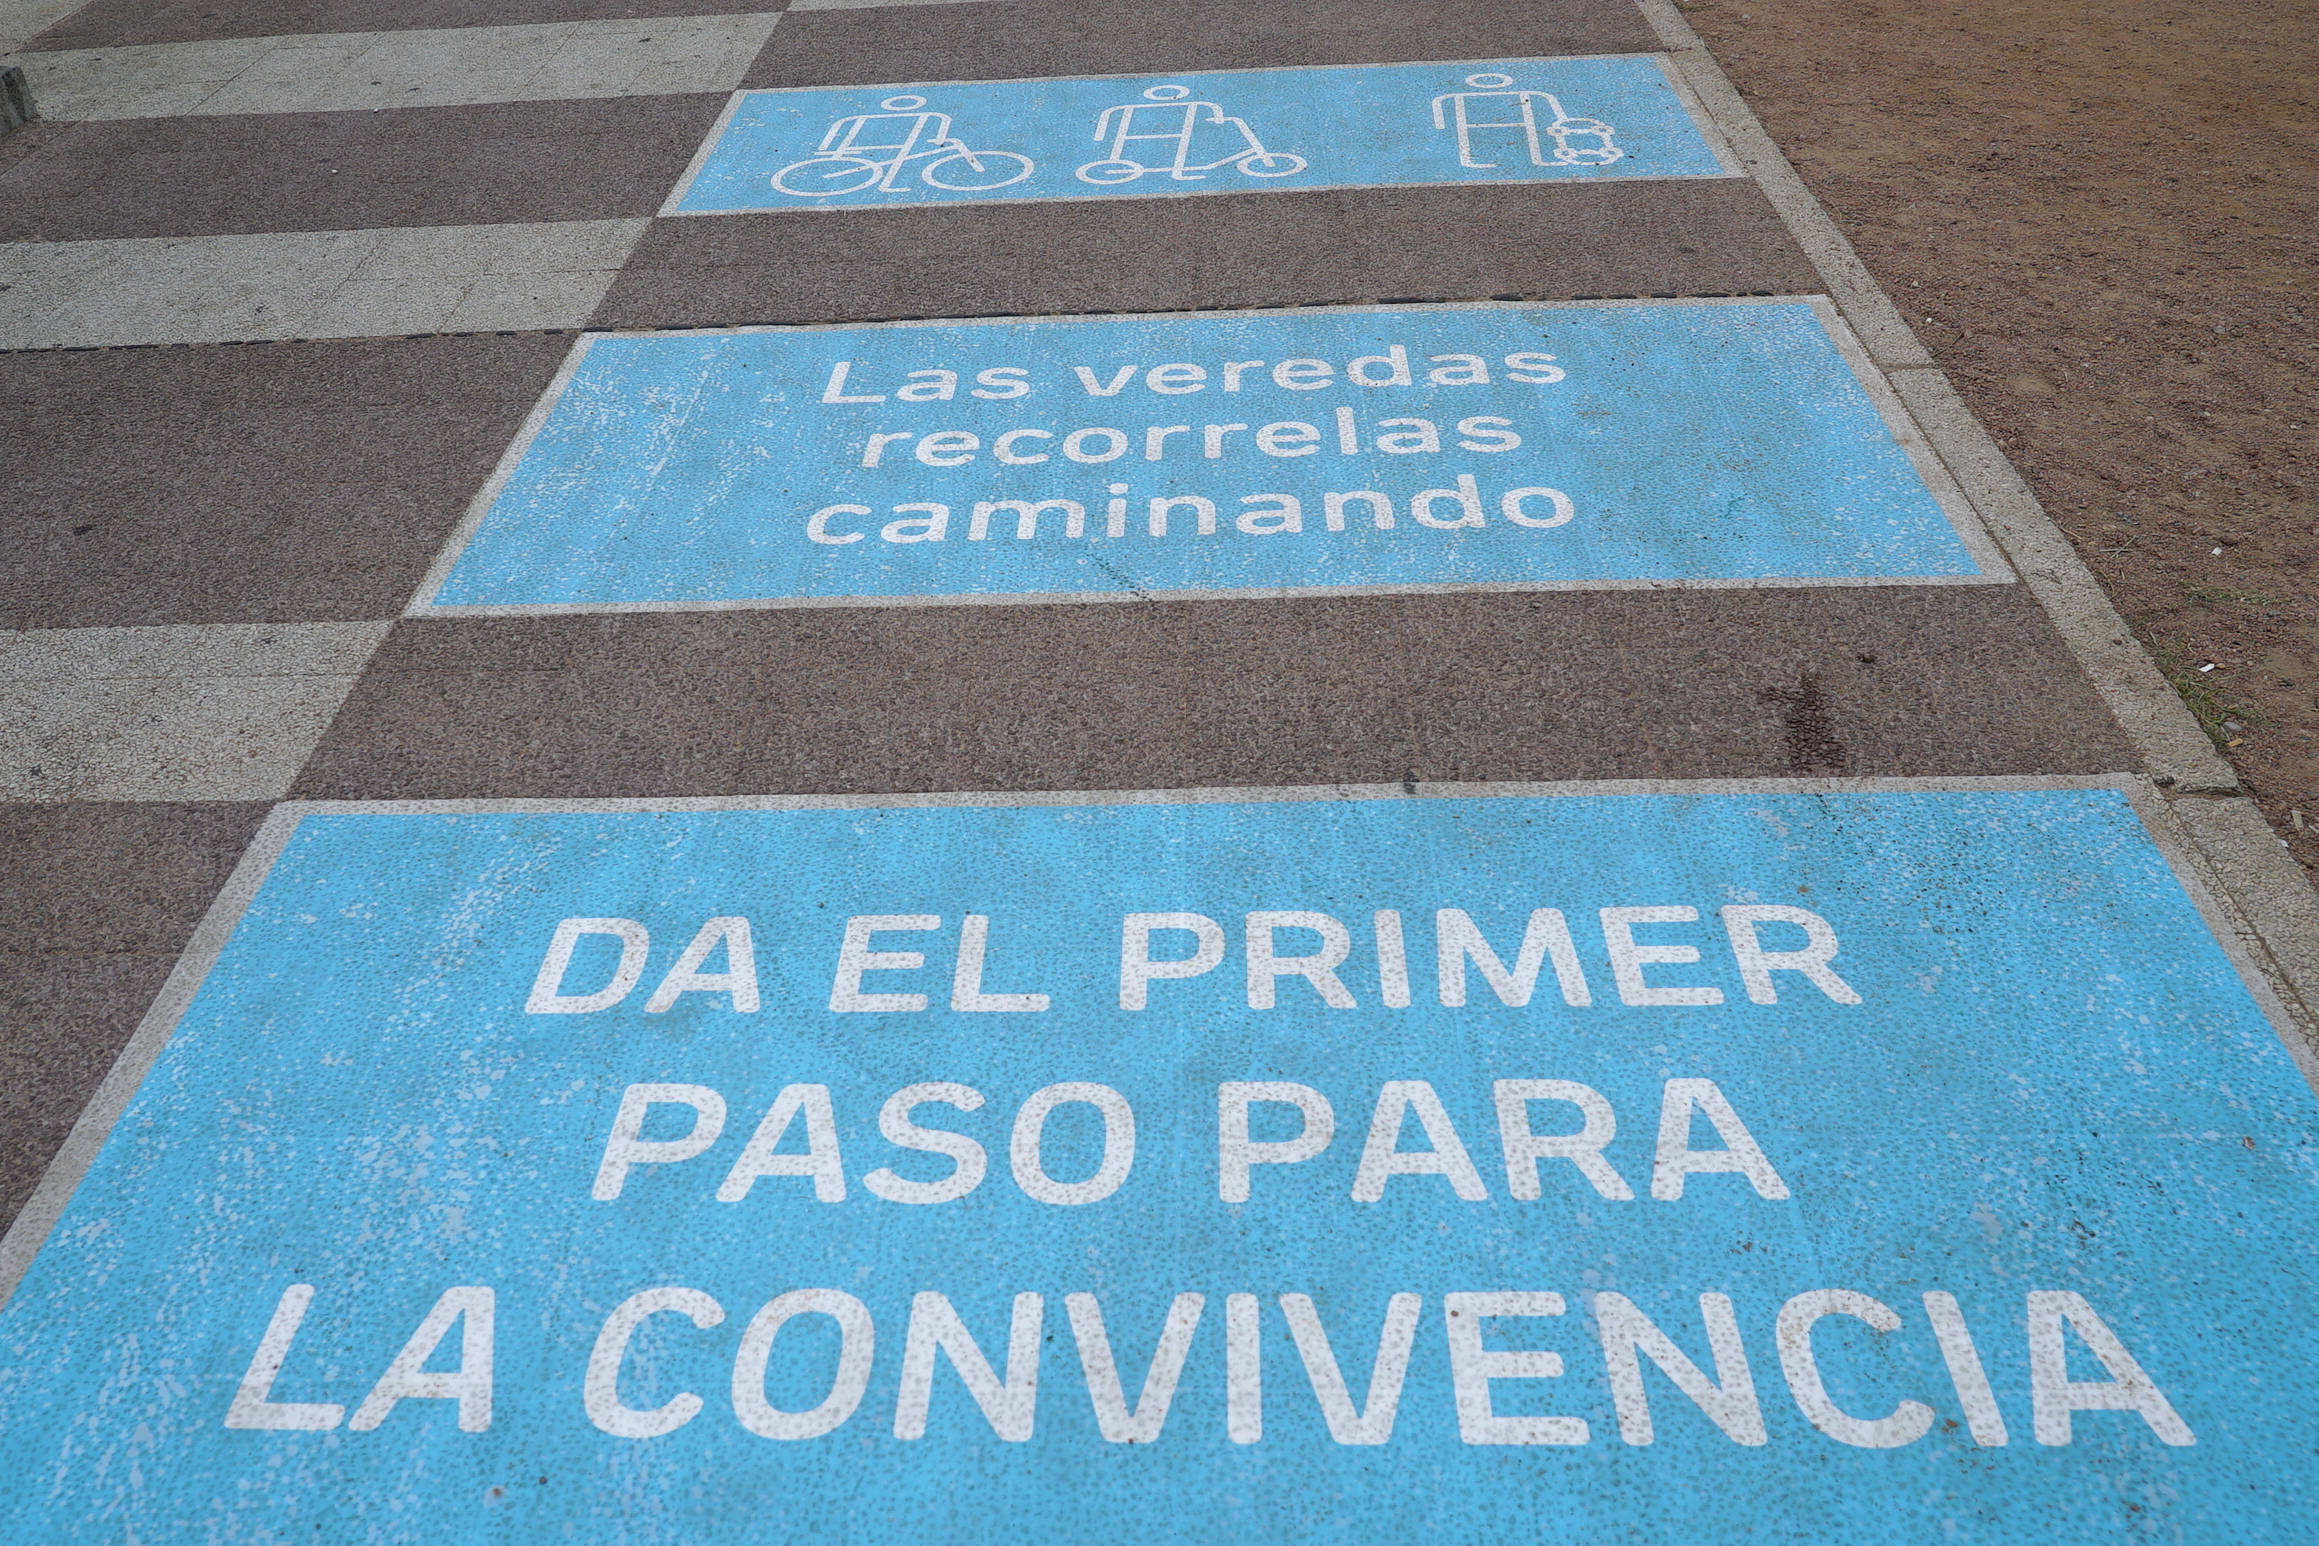 Las veredas
recorrelas
caminando
DA EL PRIMER
PASO PARA
LA CONVIVENCIA